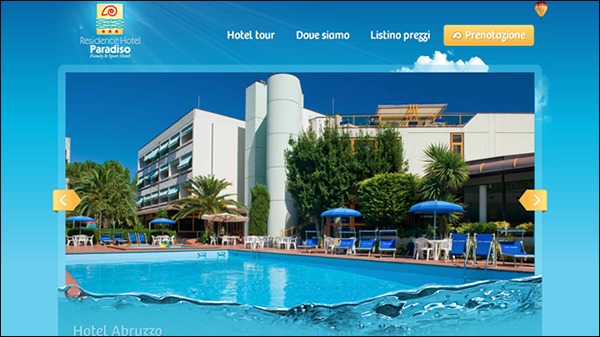 Residence Hotel
Paradiso
Family & Sport Hotel
Hotel tour
Dove siamo
Listino prezzi
Prenotazione
Hotel Abruzzo